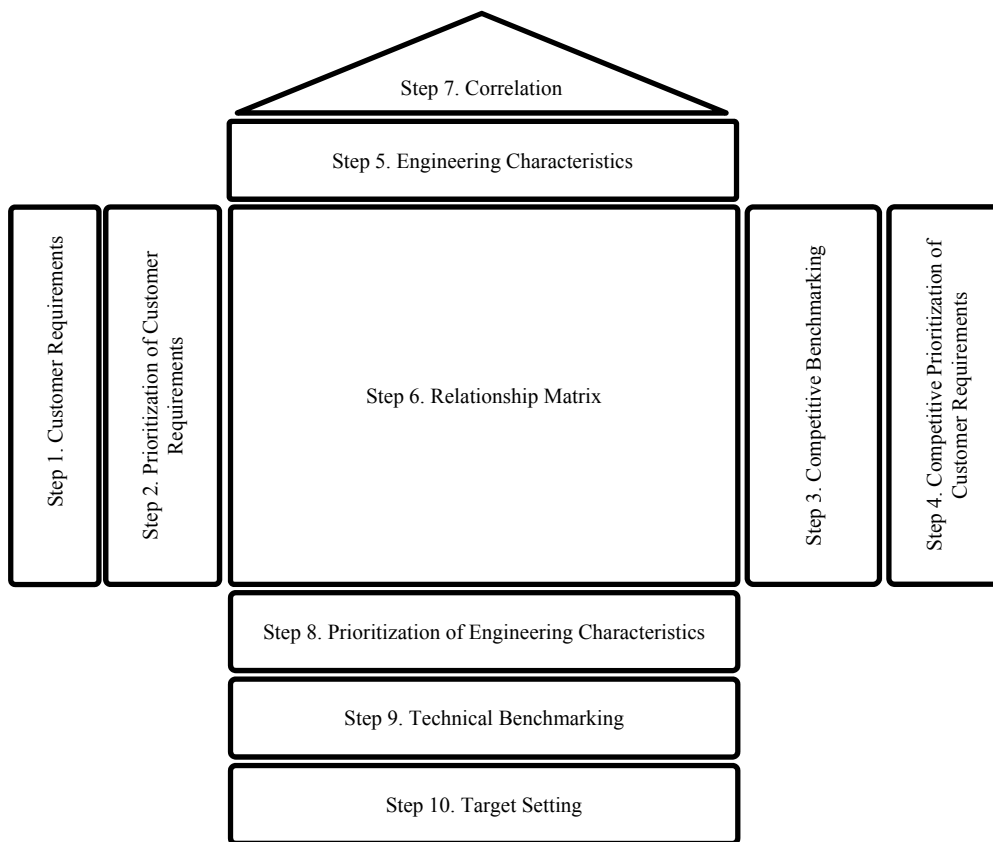 Step 7. Correlation
Step 5. Engineering Characteristics
Step 1. Customer Requirements
Step 2. Prioritization of Customer
Requirements
Step 6. Relationship Matrix
Step 3. Competitive Benchmarking
Step 4. Competitive Prioritization of
Customer Requirements
Step 8. Prioritization of Engineering Characteristics
Step 9. Technical Benchmarking
Step 10. Target Setting